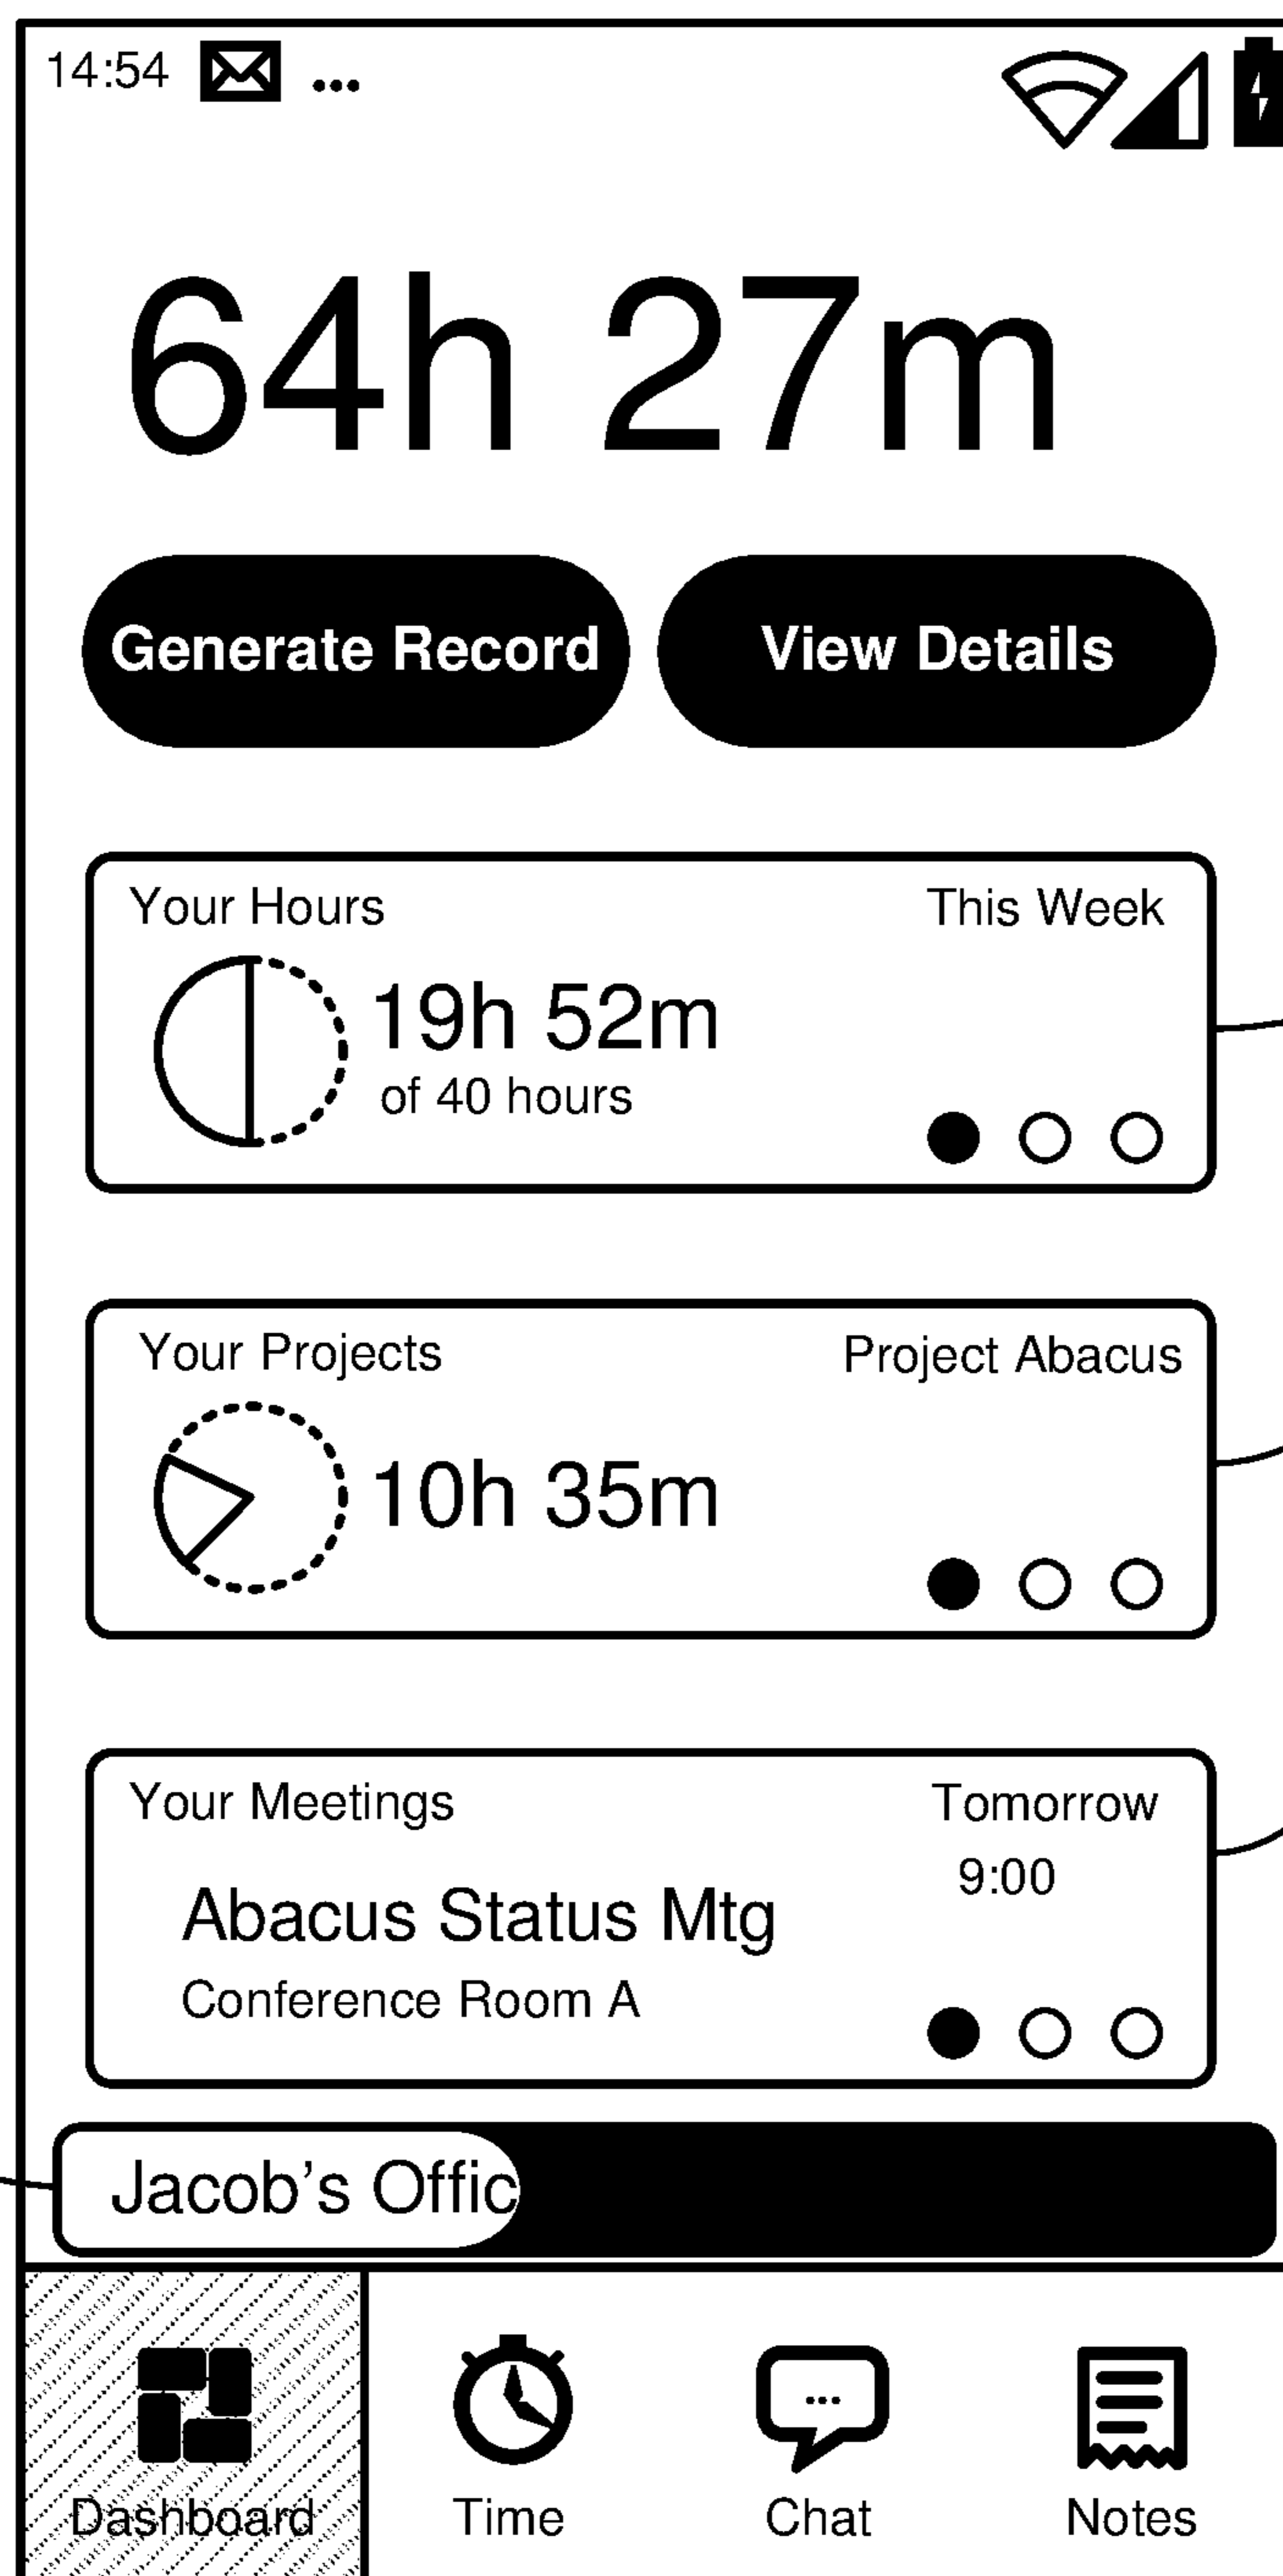 14:54 ...
64h 27m
Generate Record View Details
Your Hours This Week
19h 52m
of 40 hours
Your Projects Project Abacus
10h 35m
Your Meetings Tomorrow
9:00
Abacus Status Mtg
Conference Room A
Jacob's Offic
Dashboard Time Chat Notes